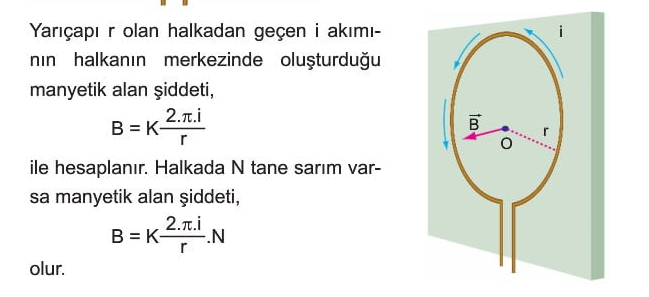 Yarıçapı r olan halkadan geçen i akımı-
nın halkanın merkezinde oluşturduğu
manyetik alan şiddeti,
B = K 2.π.i / r
ile hesaplanır. Halkada N tane sarım var-
sa manyetik alan şiddeti,
B = K 2.π.i / r .N
olur.
i
B⃗
r
O